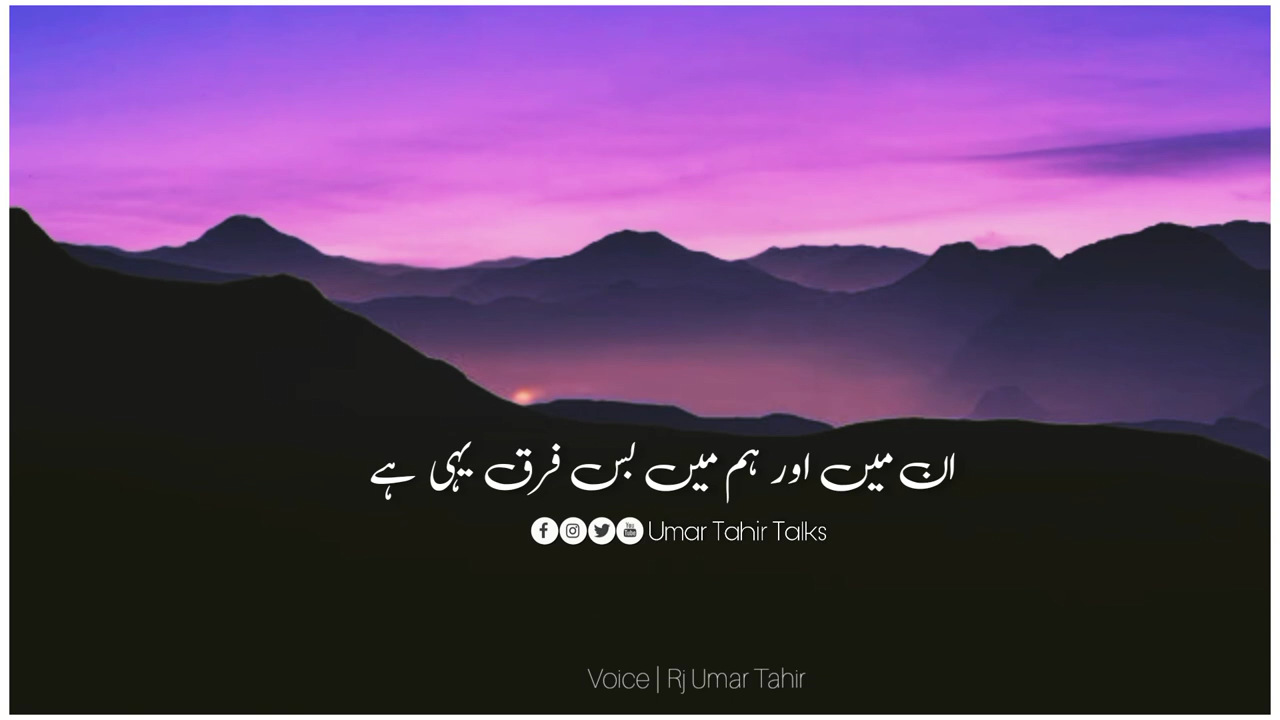 ان میں اور ہم میں بس فرق یہی ہے
Umar Tahir Talks
Voice | Rj Umar Tahir